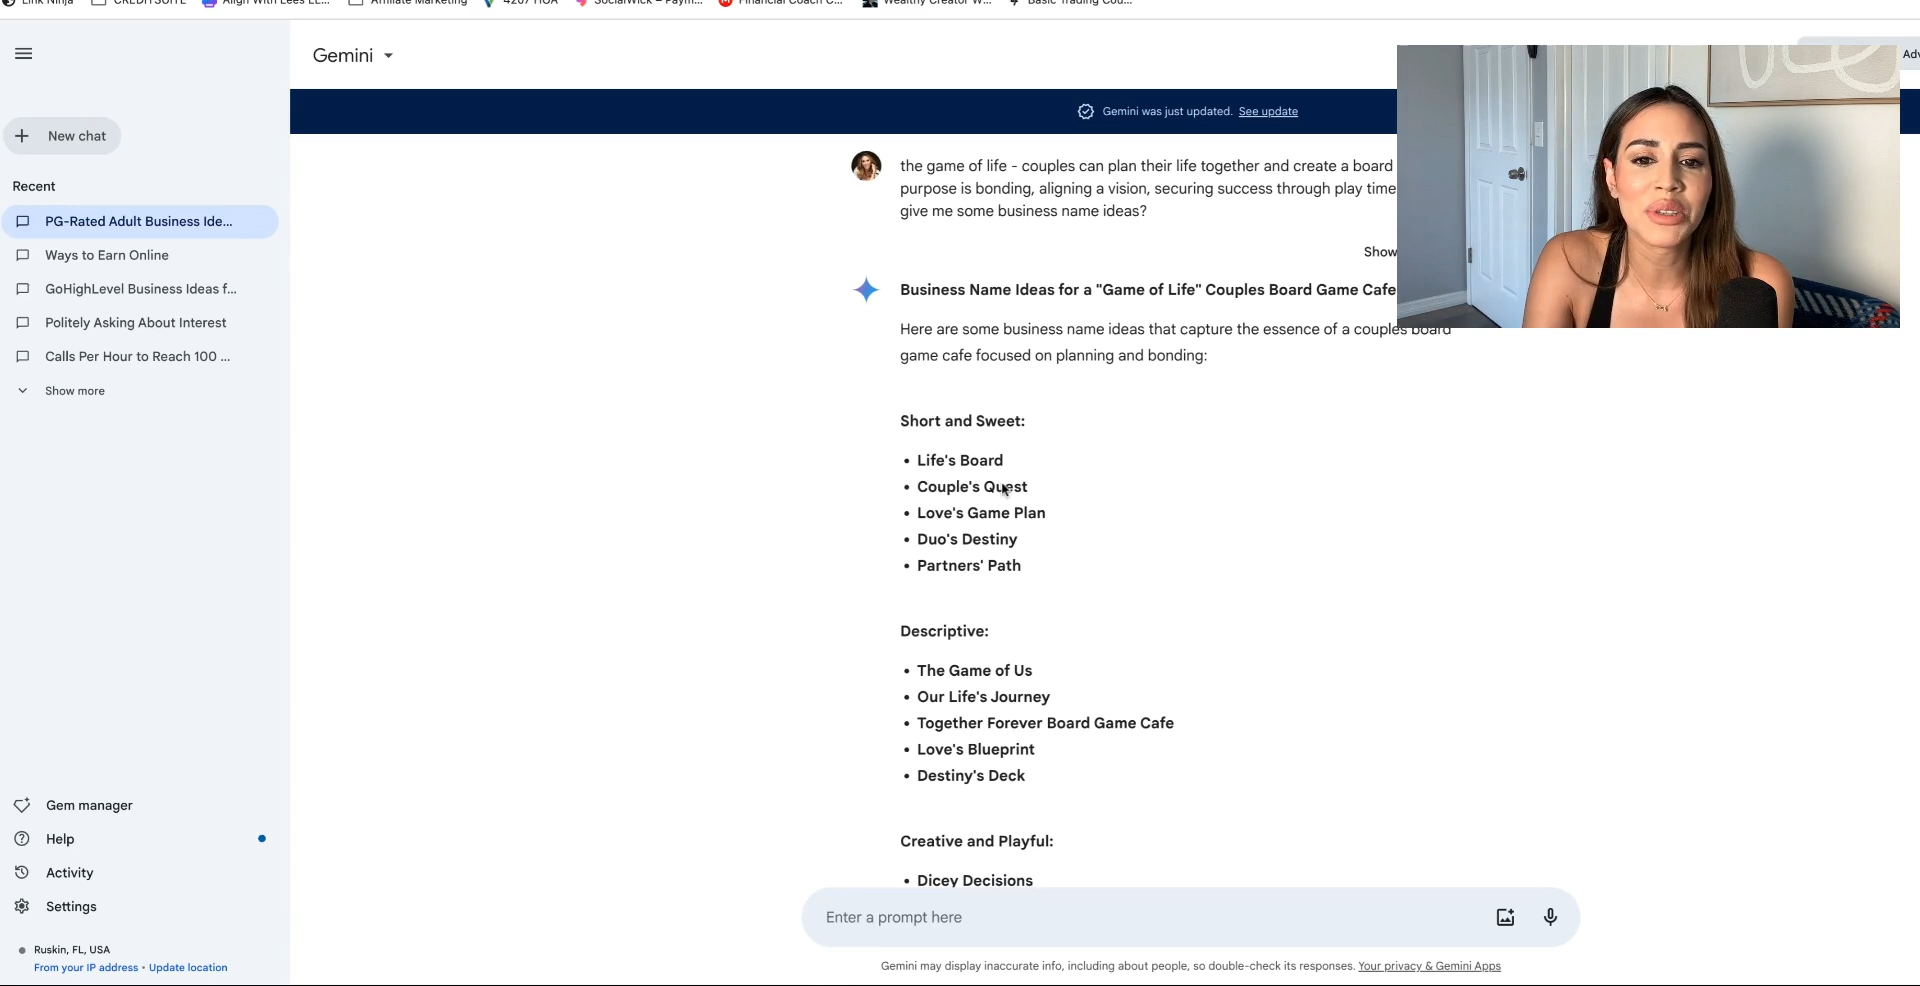 CREDITSUITE
Affiliate Marketing
4207 HOA
Gemini
Adv
Gemini was just updated. See update
New chat
Recent
PG-Rated Adult Business Ide...
Ways to Earn Online
GoHighLevel Business Ideas f...
Politely Asking About Interest
Calls Per Hour to Reach 100 ...
Show more
the game of life - couples can plan their life together and create a board
purpose is bonding, aligning a vision, securing success through play time
give me some business name ideas?
Show
Business Name Ideas for a "Game of Life" Couples Board Game Cafe
Here are some business name ideas that capture the essence of a couples board
game cafe focused on planning and bonding:
Short and Sweet:
• Life's Board
• Couple's Quest
• Love's Game Plan
• Duo's Destiny
• Partners' Path
Descriptive:
• The Game of Us
• Our Life's Journey
• Together Forever Board Game Cafe
• Love's Blueprint
• Destiny's Deck
Creative and Playful:
• Dicey Decisions
Gem manager
Help
Activity
Settings
Ruskin, FL, USA
From your IP address • Update location
Enter a prompt here
Gemini may display inaccurate info, including about people, so double-check its responses. Your privacy & Gemini Apps